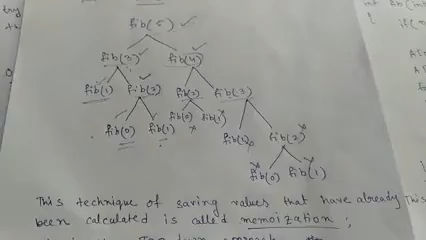 fib(5)
fib(3) fib(4)
fib(1) fib(2) fib(2) fib(3)
fib(0) fib(1) fib(0) fib(1)
fib(1) fib(2)
fib(0) fib(1)
This technique of saving values that have already
been calculated is called memoization ;